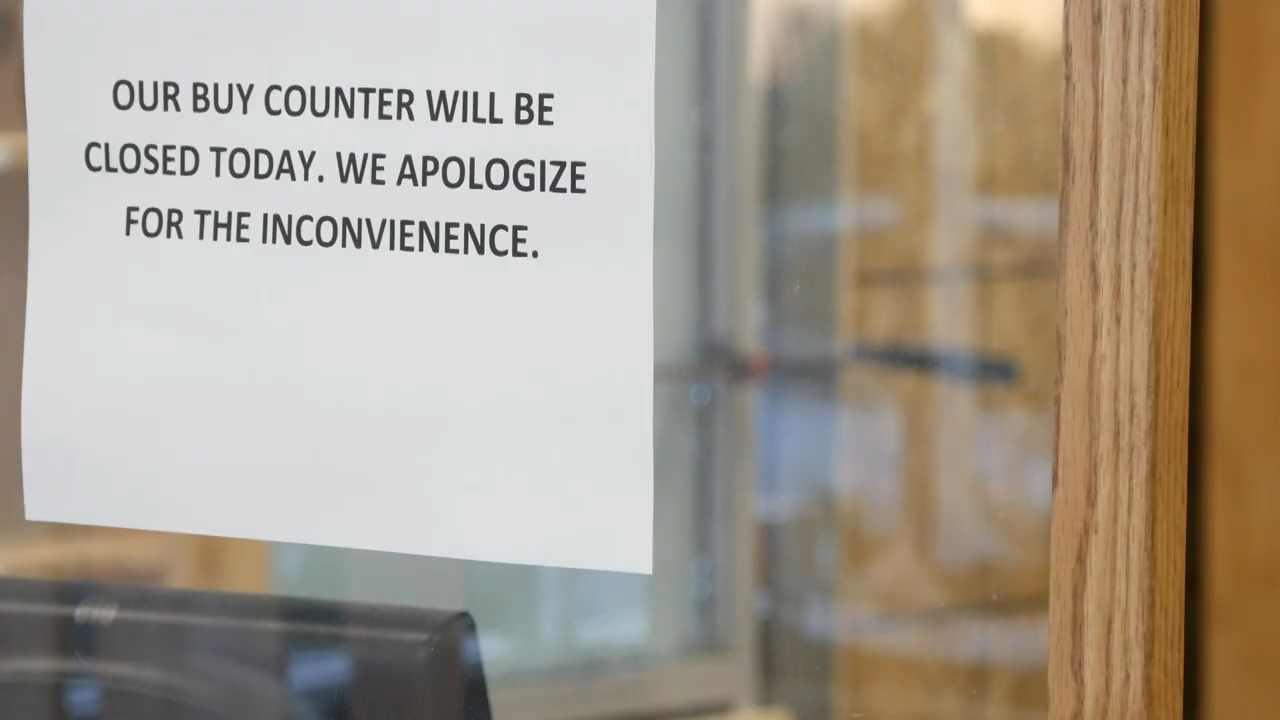 OUR BUY COUNTER WILL BE
CLOSED TODAY. WE APOLOGIZE
FOR THE INCONVIENENCE.